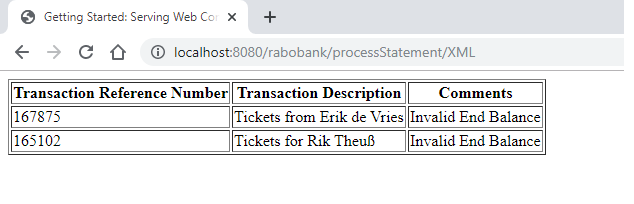 Getting Started: Serving Web Con
localhost:8080/rabobank/processStatement/XML
Transaction Reference Number Transaction Description Comments
167875 Tickets from Erik de Vries Invalid End Balance
165102 Tickets for Rik Theuß Invalid End Balance